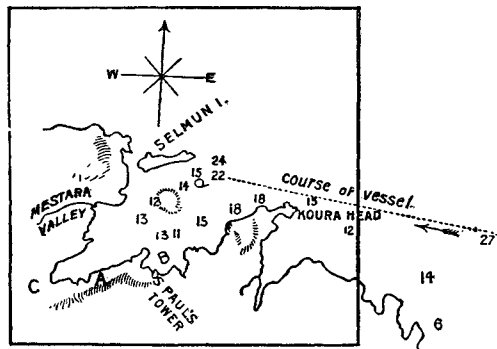 W E
SELMUN I.
24
15 22
14
course of vessel.
MESTARA
VALLEY
12
18 18 13
KOURA HEAD
13 15 12
27
13 11
B
14
C A
S PAUL'S
TOWER
6